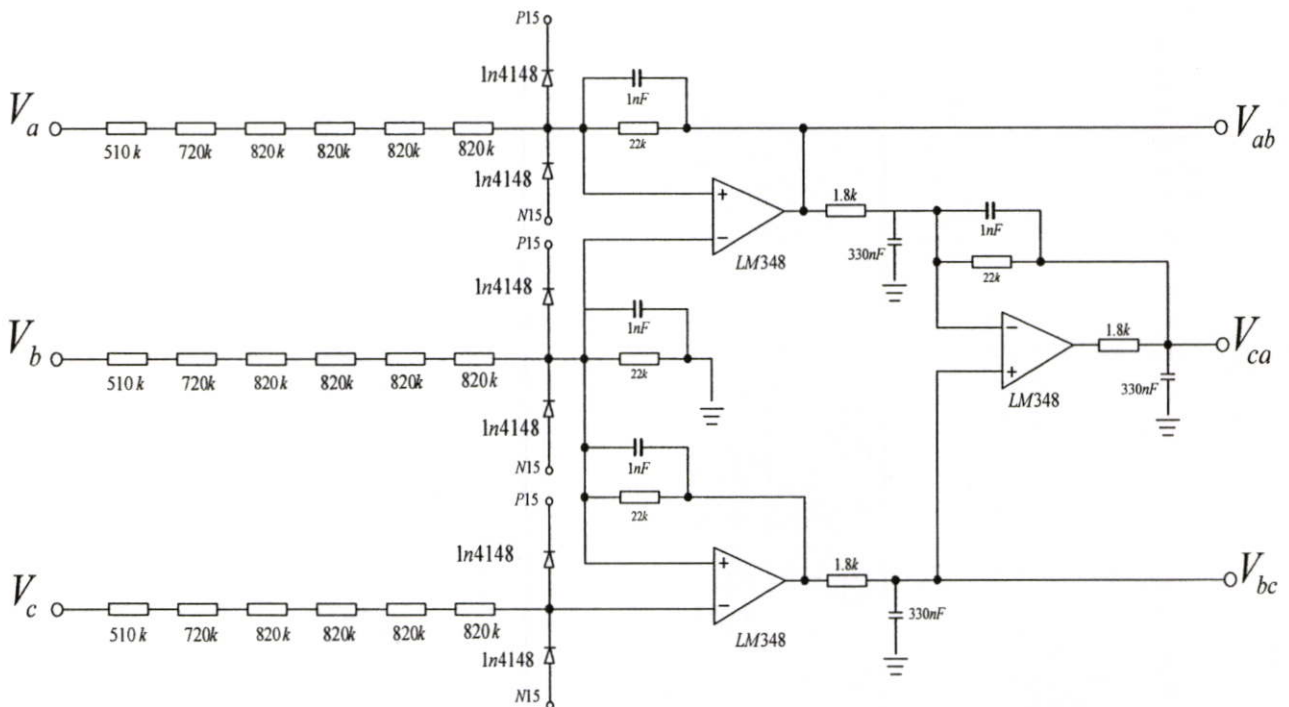 P15
1n4148
1nF
V_a
510k 720k 820k 820k 820k 820k
22k
V_ab
1n4148
N15
P15
LM348
1.8k
330nF
1nF
22k
1n4148
1nF
V_b
510k 720k 820k 820k 820k 820k
22k
1n4148
N15
LM348
1.8k
V_ca
330nF
1nF
22k
P15
1n4148
V_c
510k 720k 820k 820k 820k 820k
1n4148
N15
LM348
1.8k
330nF
V_bc